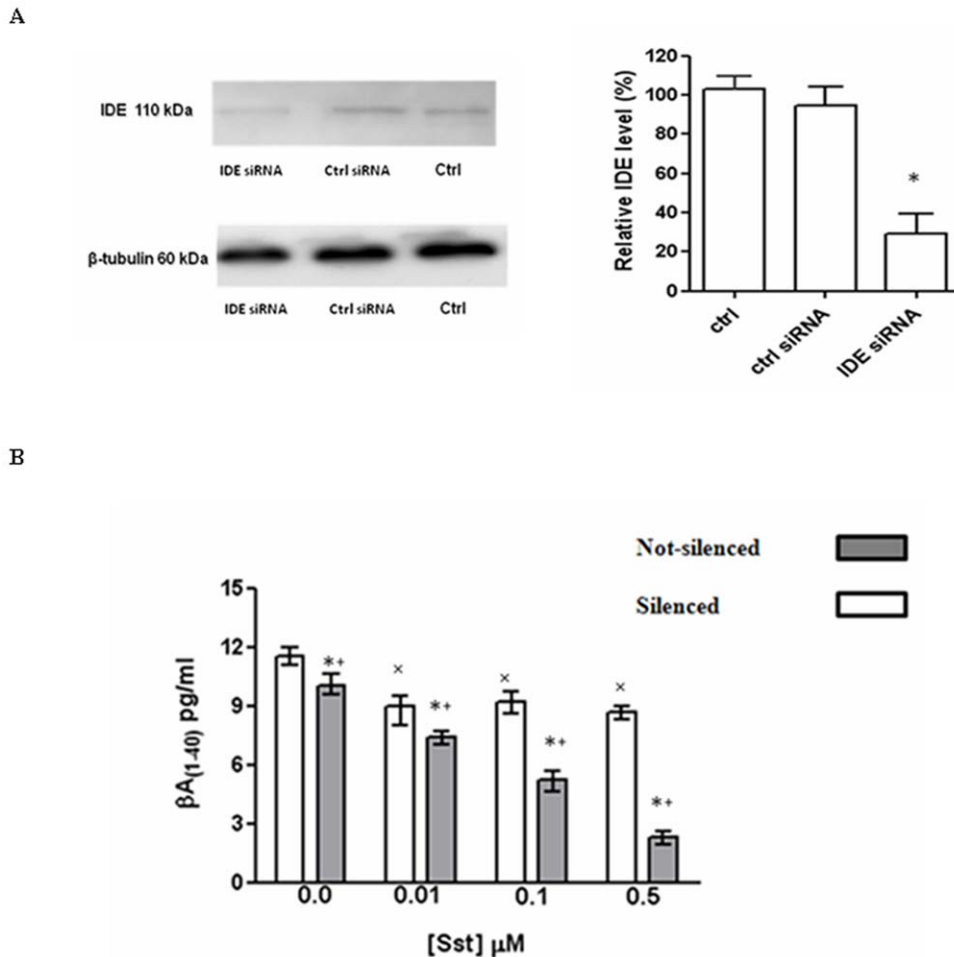 A
IDE 110 kDa
IDE siRNA Ctrl siRNA Ctrl
β-tubulin 60 kDa
IDE siRNA Ctrl siRNA Ctrl
Relative IDE level (%)
120
100
80
60
40
20
0
*
ctrl
ctrl siRNA
IDE siRNA
B
Not-silenced
Silenced
βA(1-40) pg/ml
15
12
9
6
3
0
*+
×
*+
×
*+
×
*+
0.0 0.01 0.1 0.5
[Sst] μM